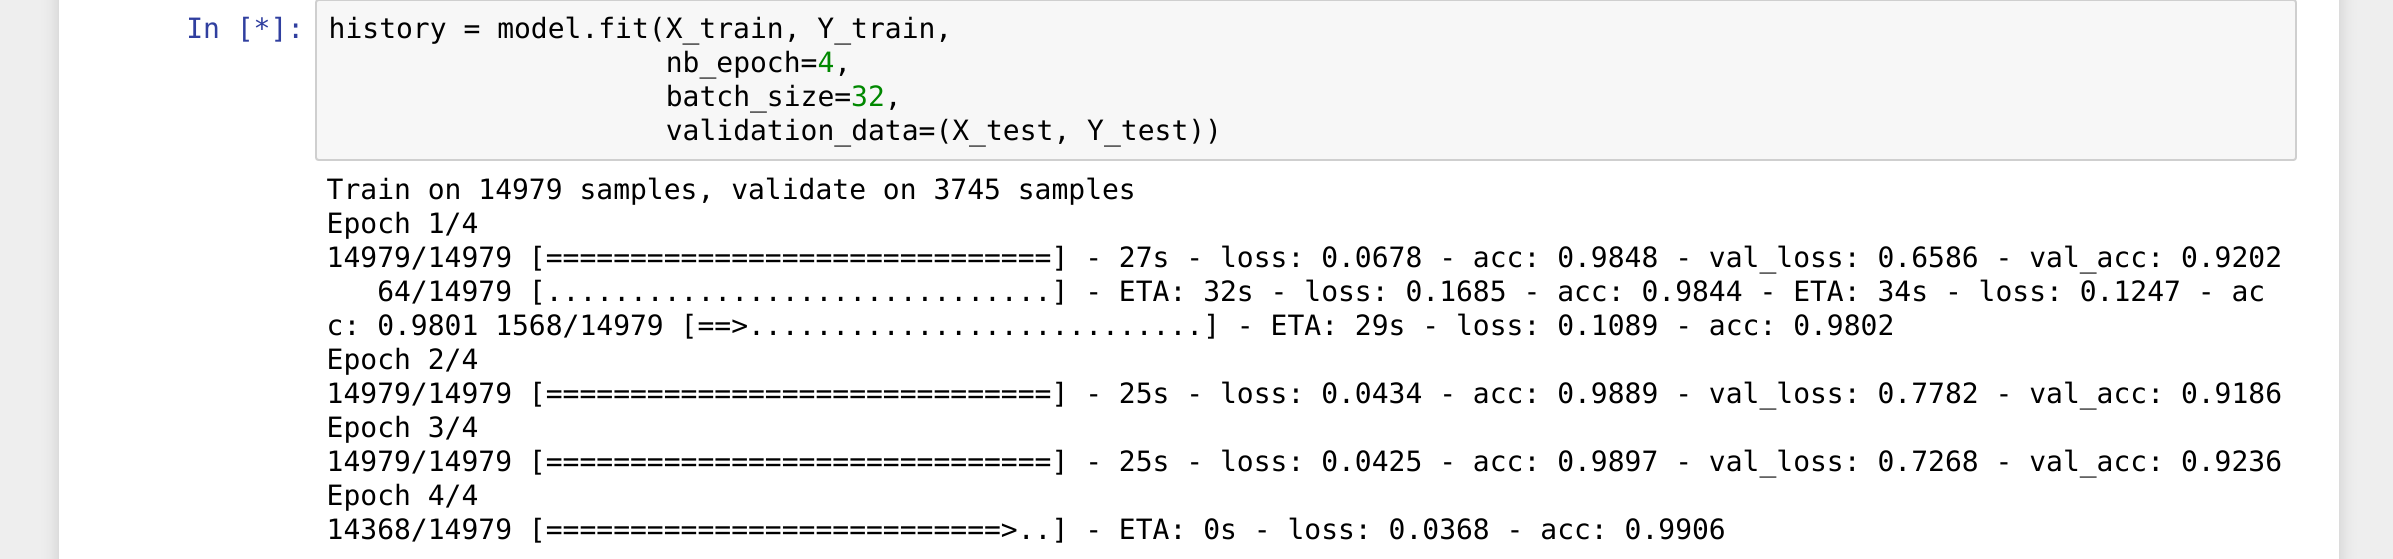 In [*]: history = model.fit(X_train, Y_train,
                    nb_epoch=4,
                    batch_size=32,
                    validation_data=(X_test, Y_test))
Train on 14979 samples, validate on 3745 samples
Epoch 1/4
14979/14979 [==============================] - 27s - loss: 0.0678 - acc: 0.9848 - val_loss: 0.6586 - val_acc: 0.9202
   64/14979 [..............................] - ETA: 32s - loss: 0.1685 - acc: 0.9844 - ETA: 34s - loss: 0.1247 - ac
c: 0.9801 1568/14979 [==>...........................] - ETA: 29s - loss: 0.1089 - acc: 0.9802
Epoch 2/4
14979/14979 [==============================] - 25s - loss: 0.0434 - acc: 0.9889 - val_loss: 0.7782 - val_acc: 0.9186
Epoch 3/4
14979/14979 [==============================] - 25s - loss: 0.0425 - acc: 0.9897 - val_loss: 0.7268 - val_acc: 0.9236
Epoch 4/4
14368/14979 [===========================>..] - ETA: 0s - loss: 0.0368 - acc: 0.9906